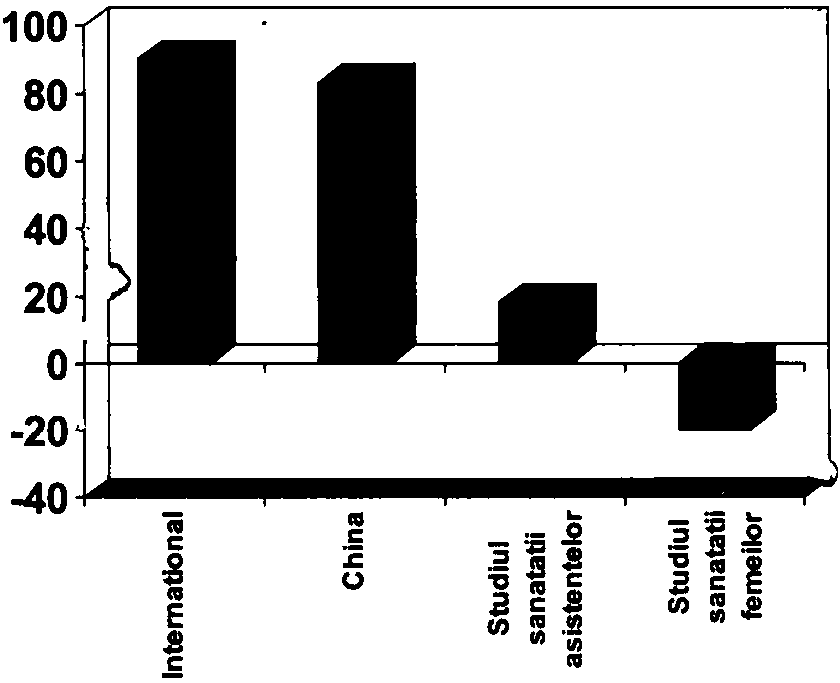 100
80
60
40
20
0
-20
-40
International
China
Studiul
sanatatii
asistentelor
Studiul
sanatatii
femeilor